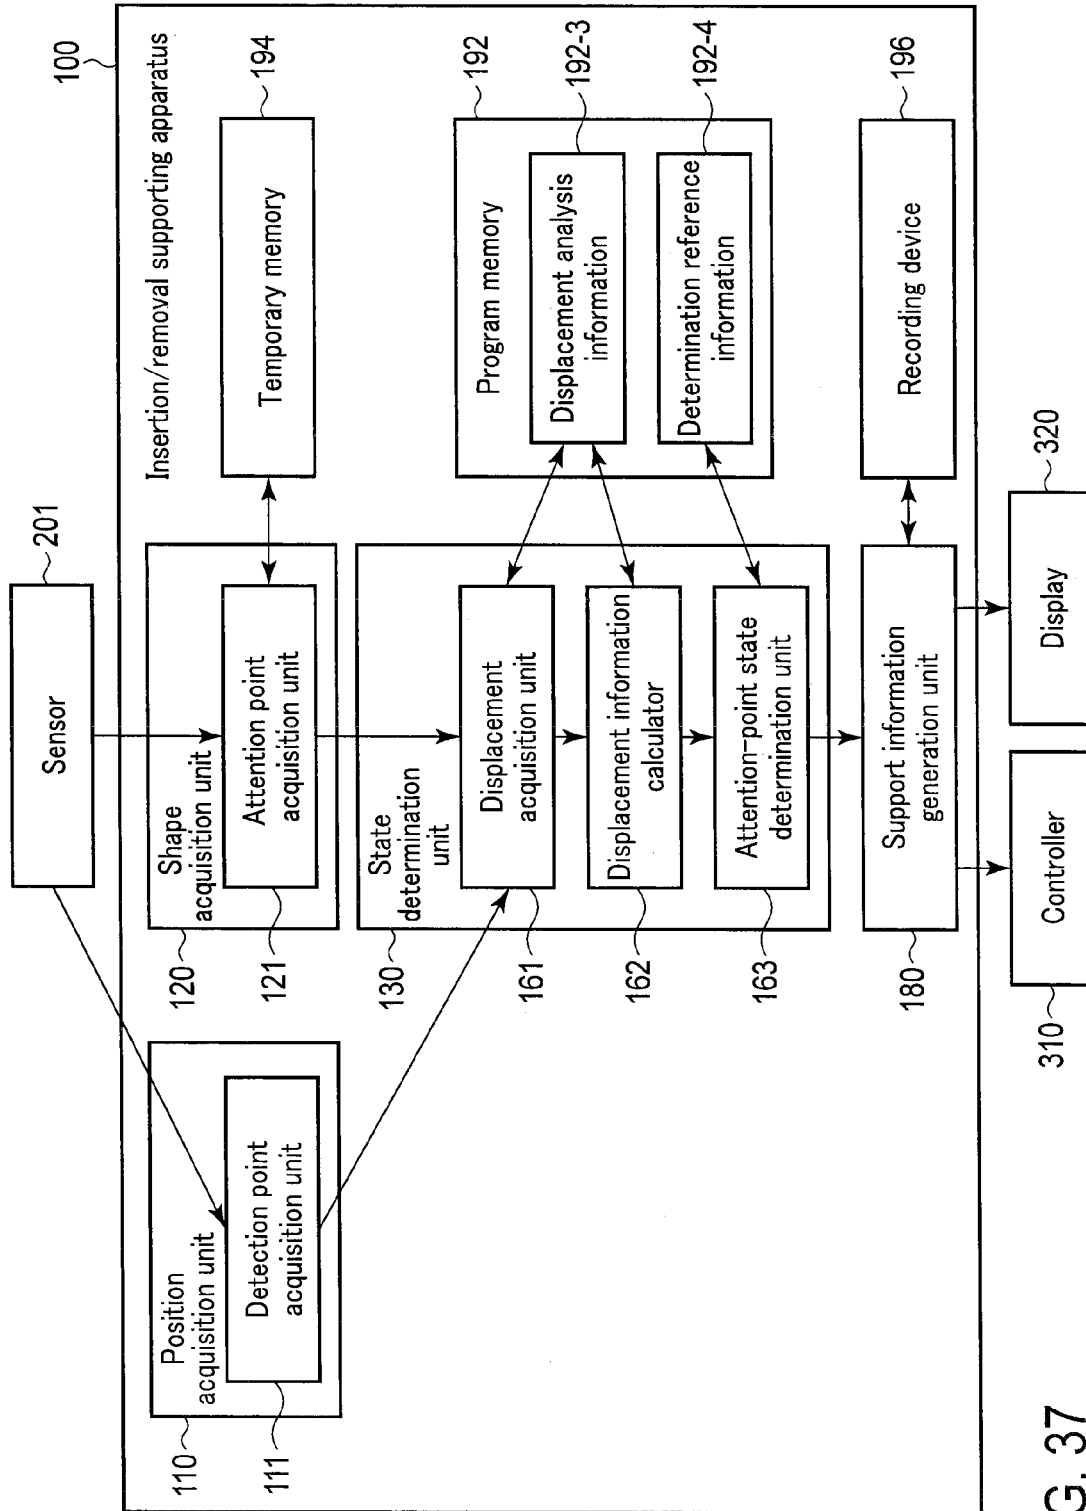 100
Insertion/removal supporting apparatus
Sensor
201
Position
acquisition unit
Detection point
acquisition unit
110
111
Shape
acquisition unit
Attention point
acquisition unit
120
121
Temporary memory
194
State
determination
unit
130
Displacement
acquisition unit
161
Displacement information
calculator
162
Attention-point state
determination unit
163
Program memory
192
Displacement analysis
information
192-3
Determination reference
information
192-4
Support information
generation unit
180
Recording device
196
Controller
310
Display
320
G. 37